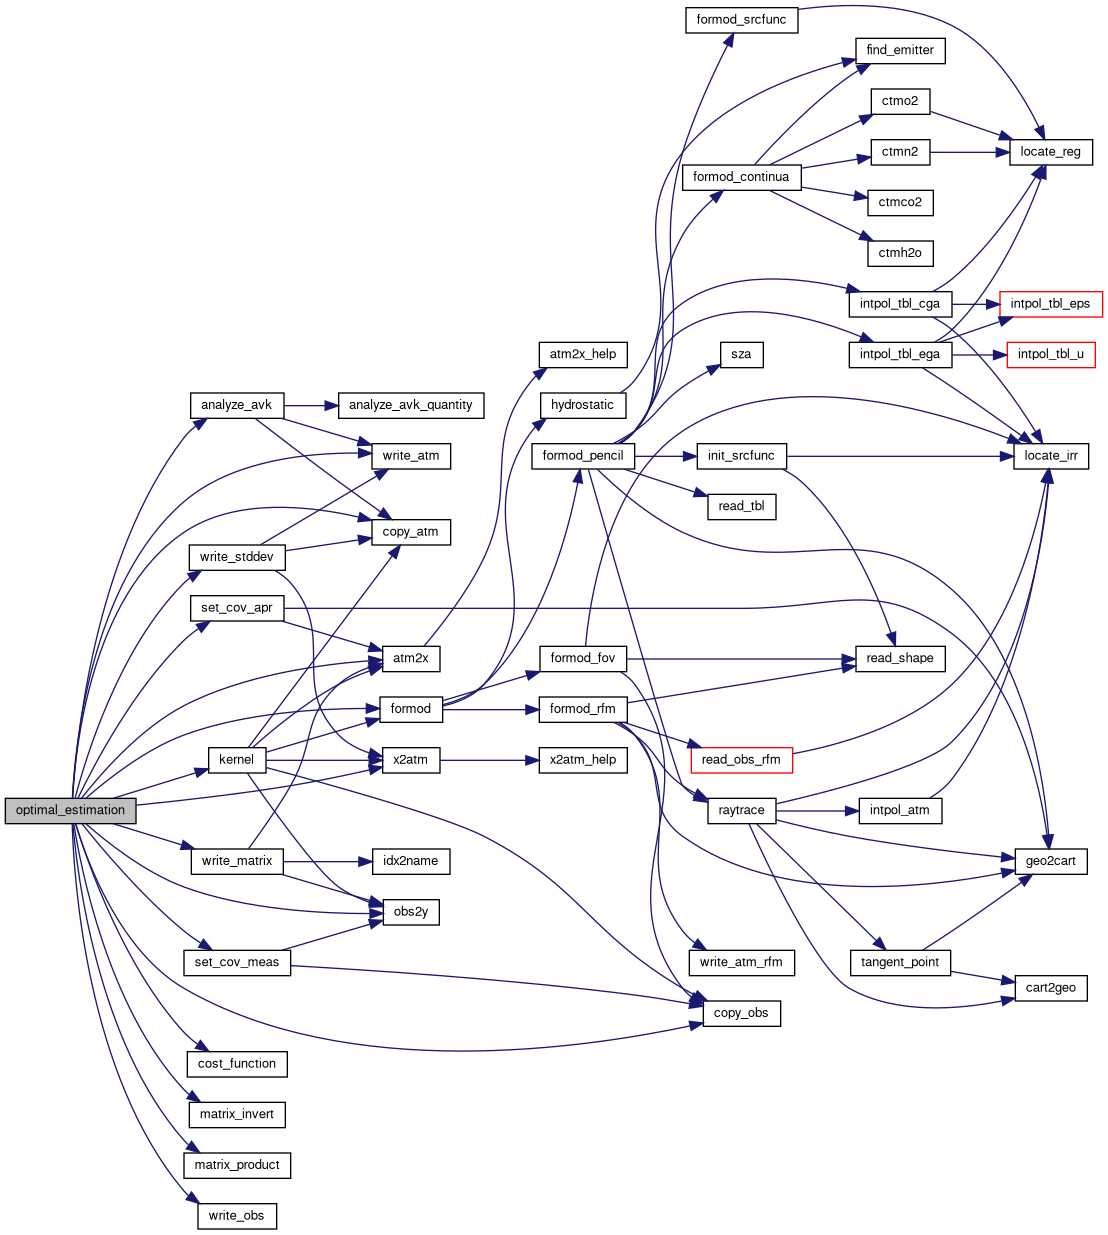 formod_srcfunc
find_emitter
ctmo2
ctmn2
locate_reg
formod_continua
ctmco2
ctmh2o
intpol_tbl_cga
intpol_tbl_eps
atm2x_help
sza
intpol_tbl_ega
intpol_tbl_u
analyze_avk
analyze_avk_quantity
hydrostatic
write_atm
formod_pencil
init_srcfunc
locate_irr
read_tbl
copy_atm
write_stddev
set_cov_apr
atm2x
formod_fov
read_shape
formod
formod_rfm
kernel
x2atm
x2atm_help
read_obs_rfm
optimal_estimation
raytrace
intpol_atm
write_matrix
idx2name
geo2cart
obs2y
set_cov_meas
write_atm_rfm
tangent_point
cart2geo
copy_obs
cost_function
matrix_invert
matrix_product
write_obs